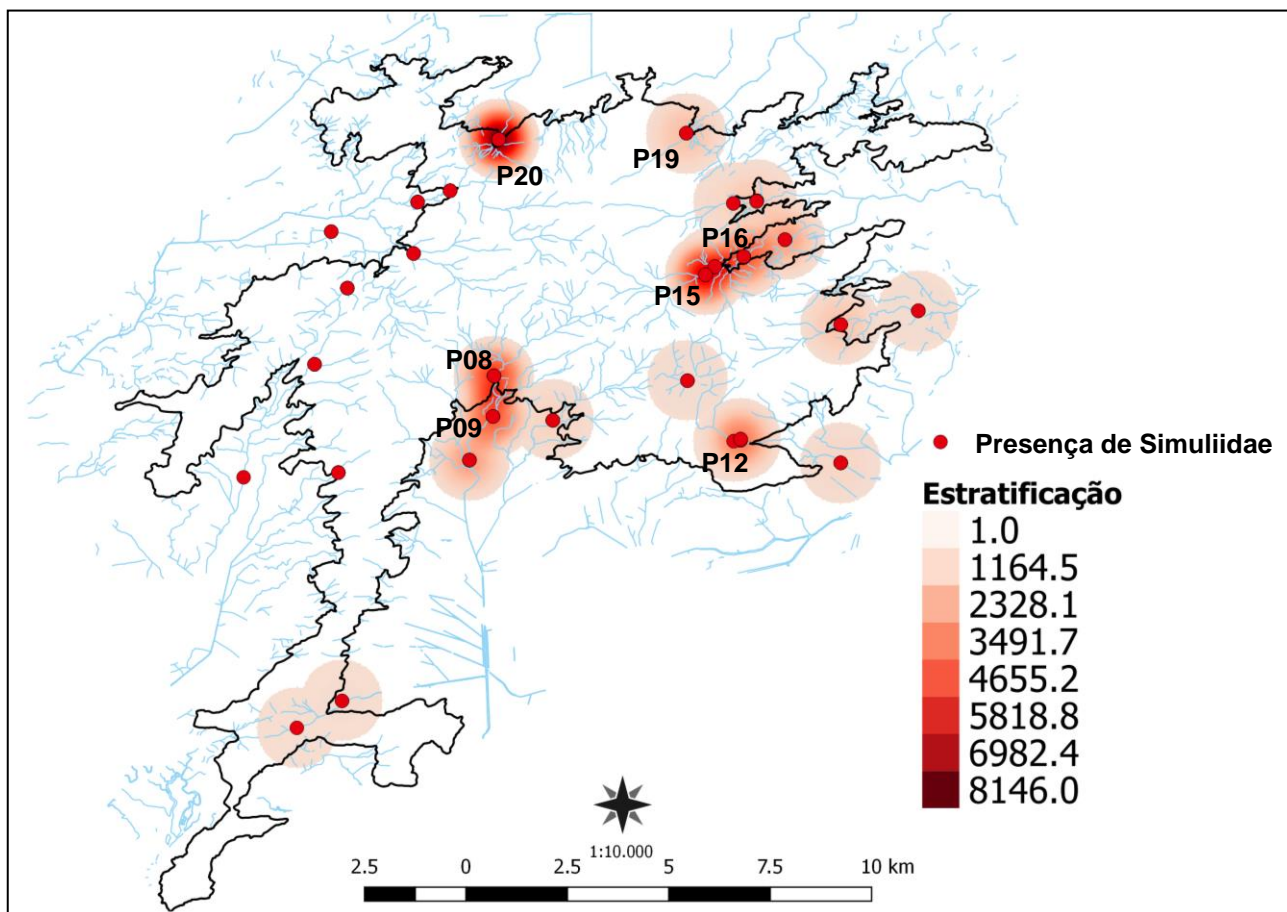 P20
P19
P16
P15
P08
P09
P12
Presença de Simuliidae
Estratificação
1.0
1164.5
2328.1
3491.7
4655.2
5818.8
6982.4
8146.0
1:10.000
2.5 0 2.5 5 7.5 10 km